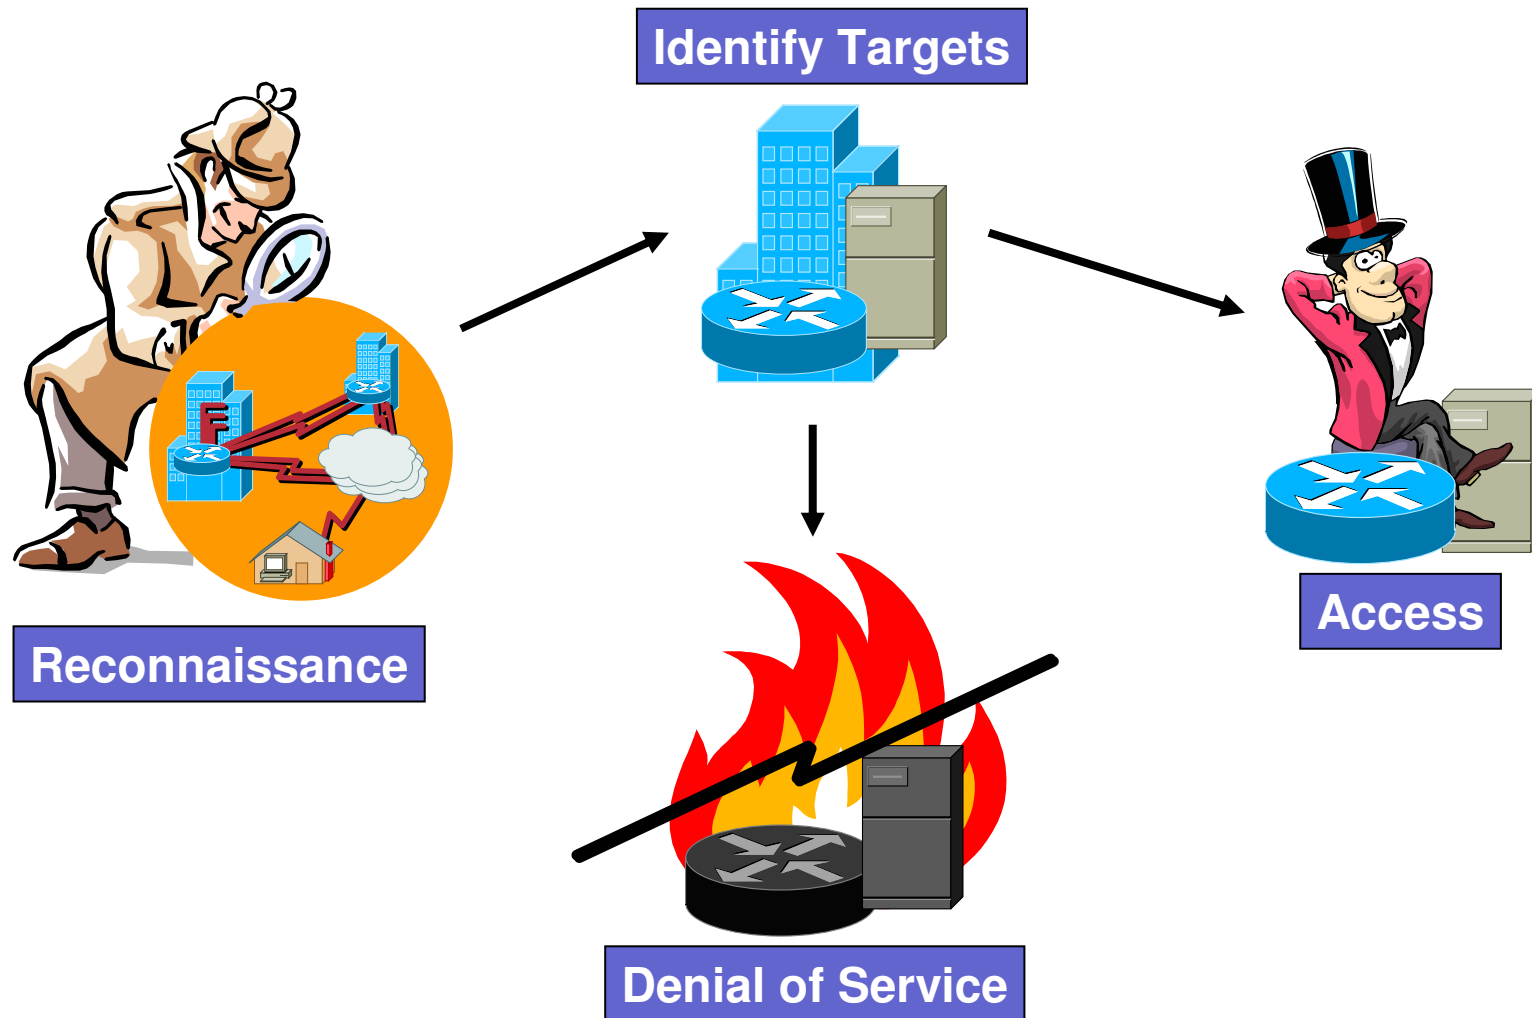 Identify Targets
Reconnaissance
Access
Denial of Service